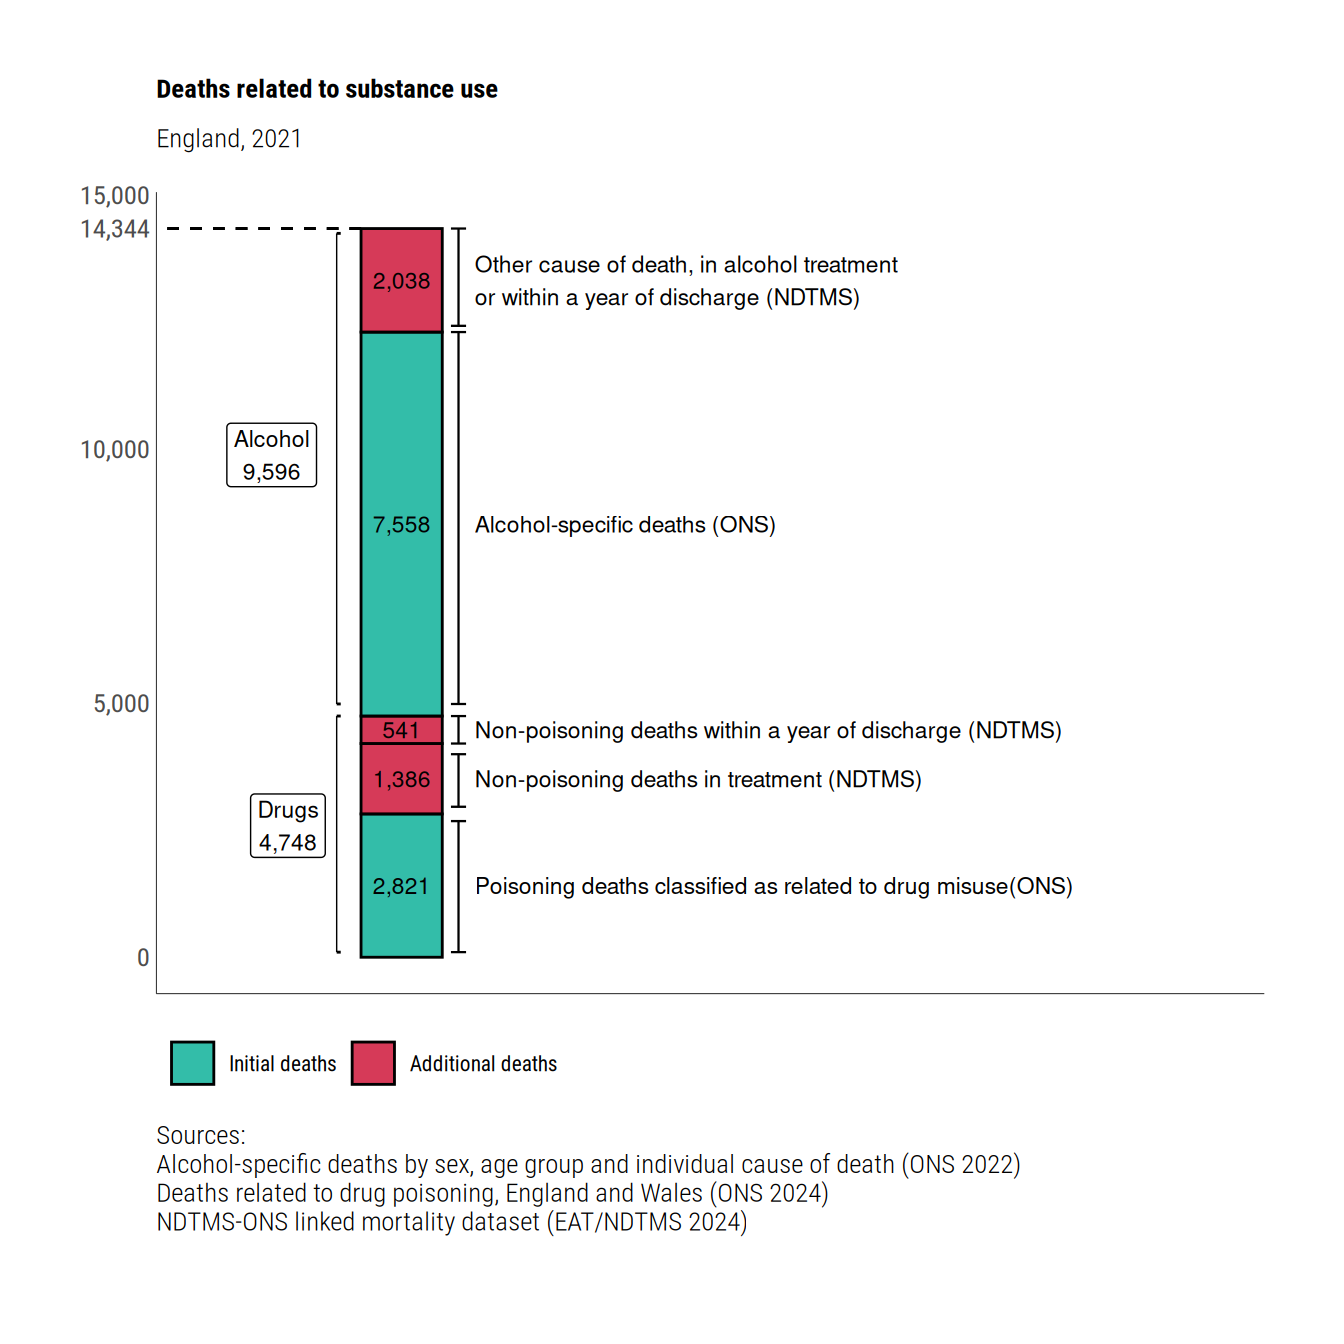 Deaths related to substance use
England, 2021
15,000
14,344
2,038
Other cause of death, in alcohol treatment
or within a year of discharge (NDTMS)
Alcohol
9,596
10,000
7,558
Alcohol-specific deaths (ONS)
5,000
541
Non-poisoning deaths within a year of discharge (NDTMS)
1,386
Non-poisoning deaths in treatment (NDTMS)
Drugs
4,748
2,821
Poisoning deaths classified as related to drug misuse(ONS)
0
Initial deaths
Additional deaths
Sources:
Alcohol-specific deaths by sex, age group and individual cause of death (ONS 2022)
Deaths related to drug poisoning, England and Wales (ONS 2024)
NDTMS-ONS linked mortality dataset (EAT/NDTMS 2024)